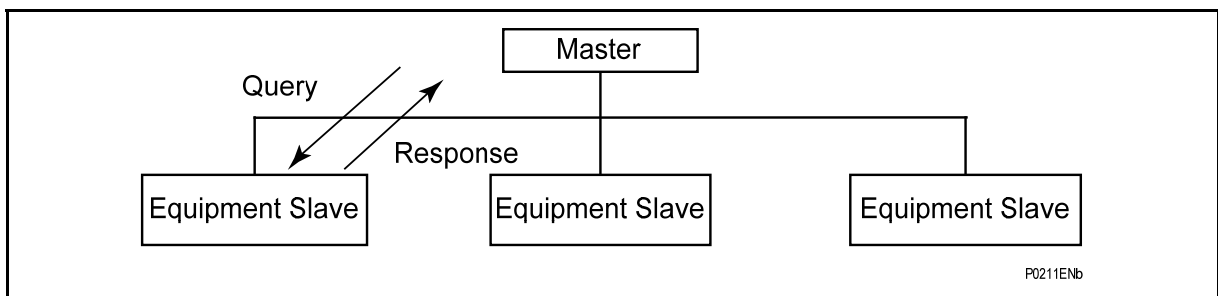 Master
Query
Response
Equipment Slave
Equipment Slave
Equipment Slave
P0211ENb